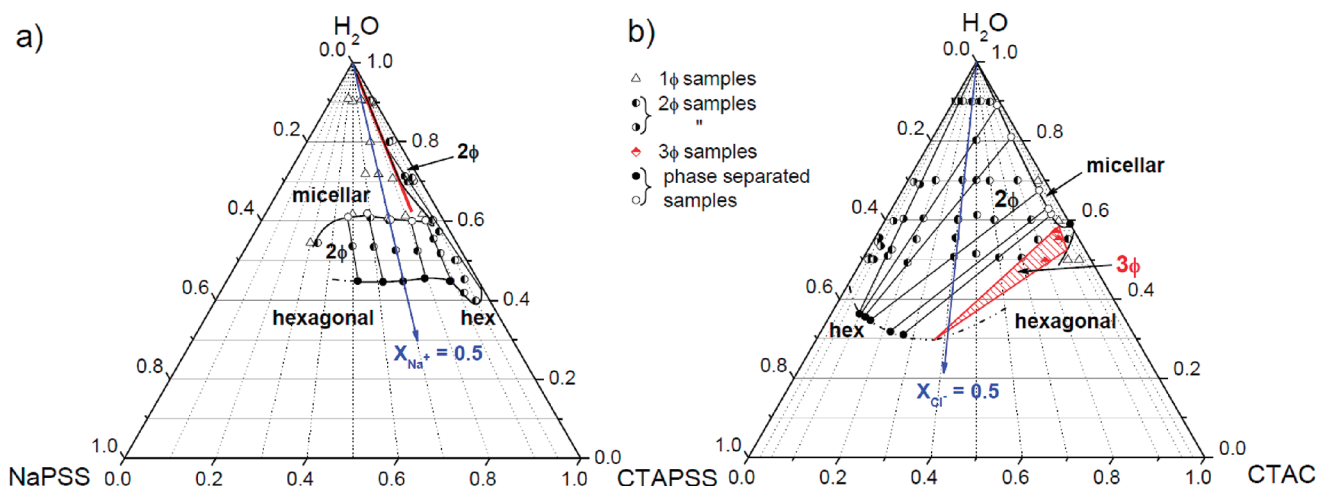 a)
H₂O
0.0
1.0
0.2
0.8
2ϕ
micellar
0.4
0.6
2ϕ
0.6
0.4
hexagonal
hex
X_Na⁺ = 0.5
0.8
0.2
1.0
0.0
NaPSS
0.0
0.2
0.4
0.6
0.8
1.0
CTAPSS
b)
H₂O
0.0
1.0
△ 1ϕ samples
2ϕ samples
"
3ϕ samples
phase separated
samples
0.2
0.8
micellar
2ϕ
0.4
0.6
3ϕ
0.6
0.4
hex
hexagonal
X_Cl⁻ = 0.5
0.8
0.2
1.0
0.0
0.0
0.2
0.4
0.6
0.8
1.0
CTAC